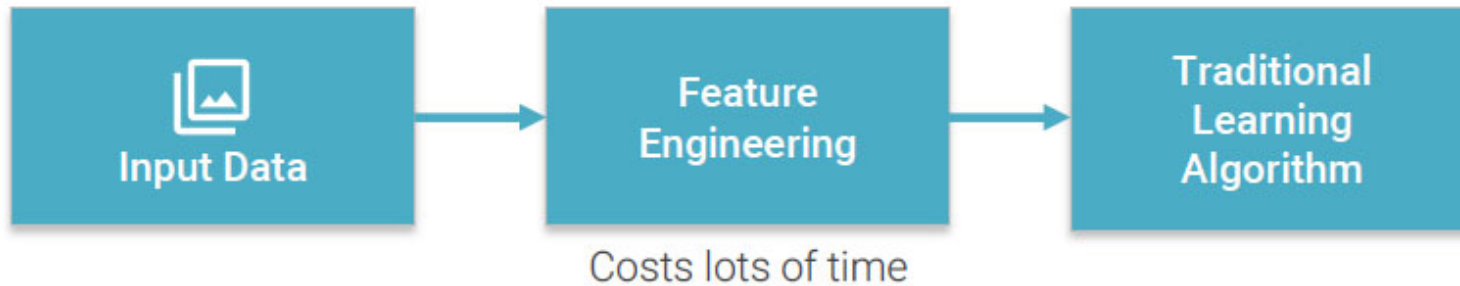 Input Data
Feature
Engineering
Traditional
Learning
Algorithm
Costs lots of time